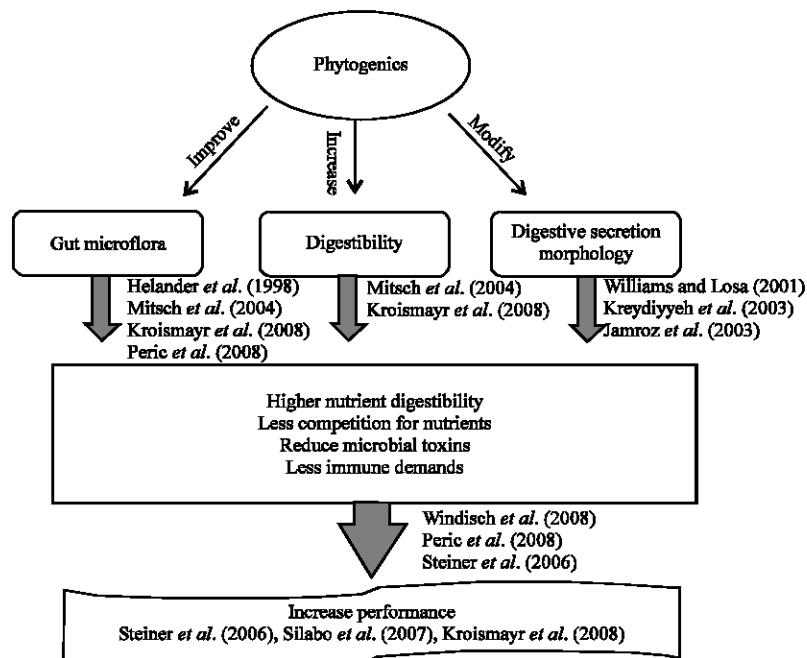 Phytogenics
Improve
Increase
Modify
Gut microflora
Digestibility
Digestive secretion
morphology
Helander et al. (1998)
Mitsch et al. (2004)
Kroismayr et al. (2008)
Peric et al. (2008)
Mitsch et al. (2004)
Kroismayr et al. (2008)
Williams and Losa (2001)
Kreydiyyeh et al. (2003)
Jamroz et al. (2003)
Higher nutrient digestibility
Less competition for nutrients
Reduce microbial toxins
Less immune demands
Windisch et al. (2008)
Peric et al. (2008)
Steiner et al. (2006)
Increase performance
Steiner et al. (2006), Silabo et al. (2007), Kroismayr et al. (2008)